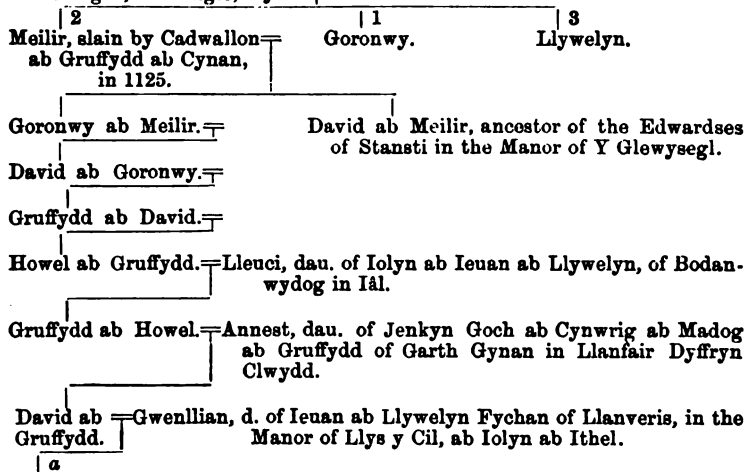 2 1 3
Meilir, slain by Cadwallon Goronwy. Llywelyn.
ab Gruffydd ab Cynan,
in 1125.
Goronwy ab Meilir. David ab Meilir, ancestor of the Edwardses
of Stansti in the Manor of Y Glewysegl.
David ab Goronwy.
Gruffydd ab David.
Howel ab Gruffydd.=Lleuci, dau. of Iolyn ab Ieuan ab Llywelyn, of Bodan-
wydog in Iâl.
Gruffydd ab Howel.=Annest, dau. of Jenkyn Goch ab Cynwrig ab Madog
ab Gruffydd of Garth Gynan in Llanfair Dyffryn
Clwydd.
David ab =Gwenllian, d. of Ieuan ab Llywelyn Fychan of Llanveris, in the
Gruffydd. Manor of Llys y Cil, ab Iolyn ab Ithel.
a